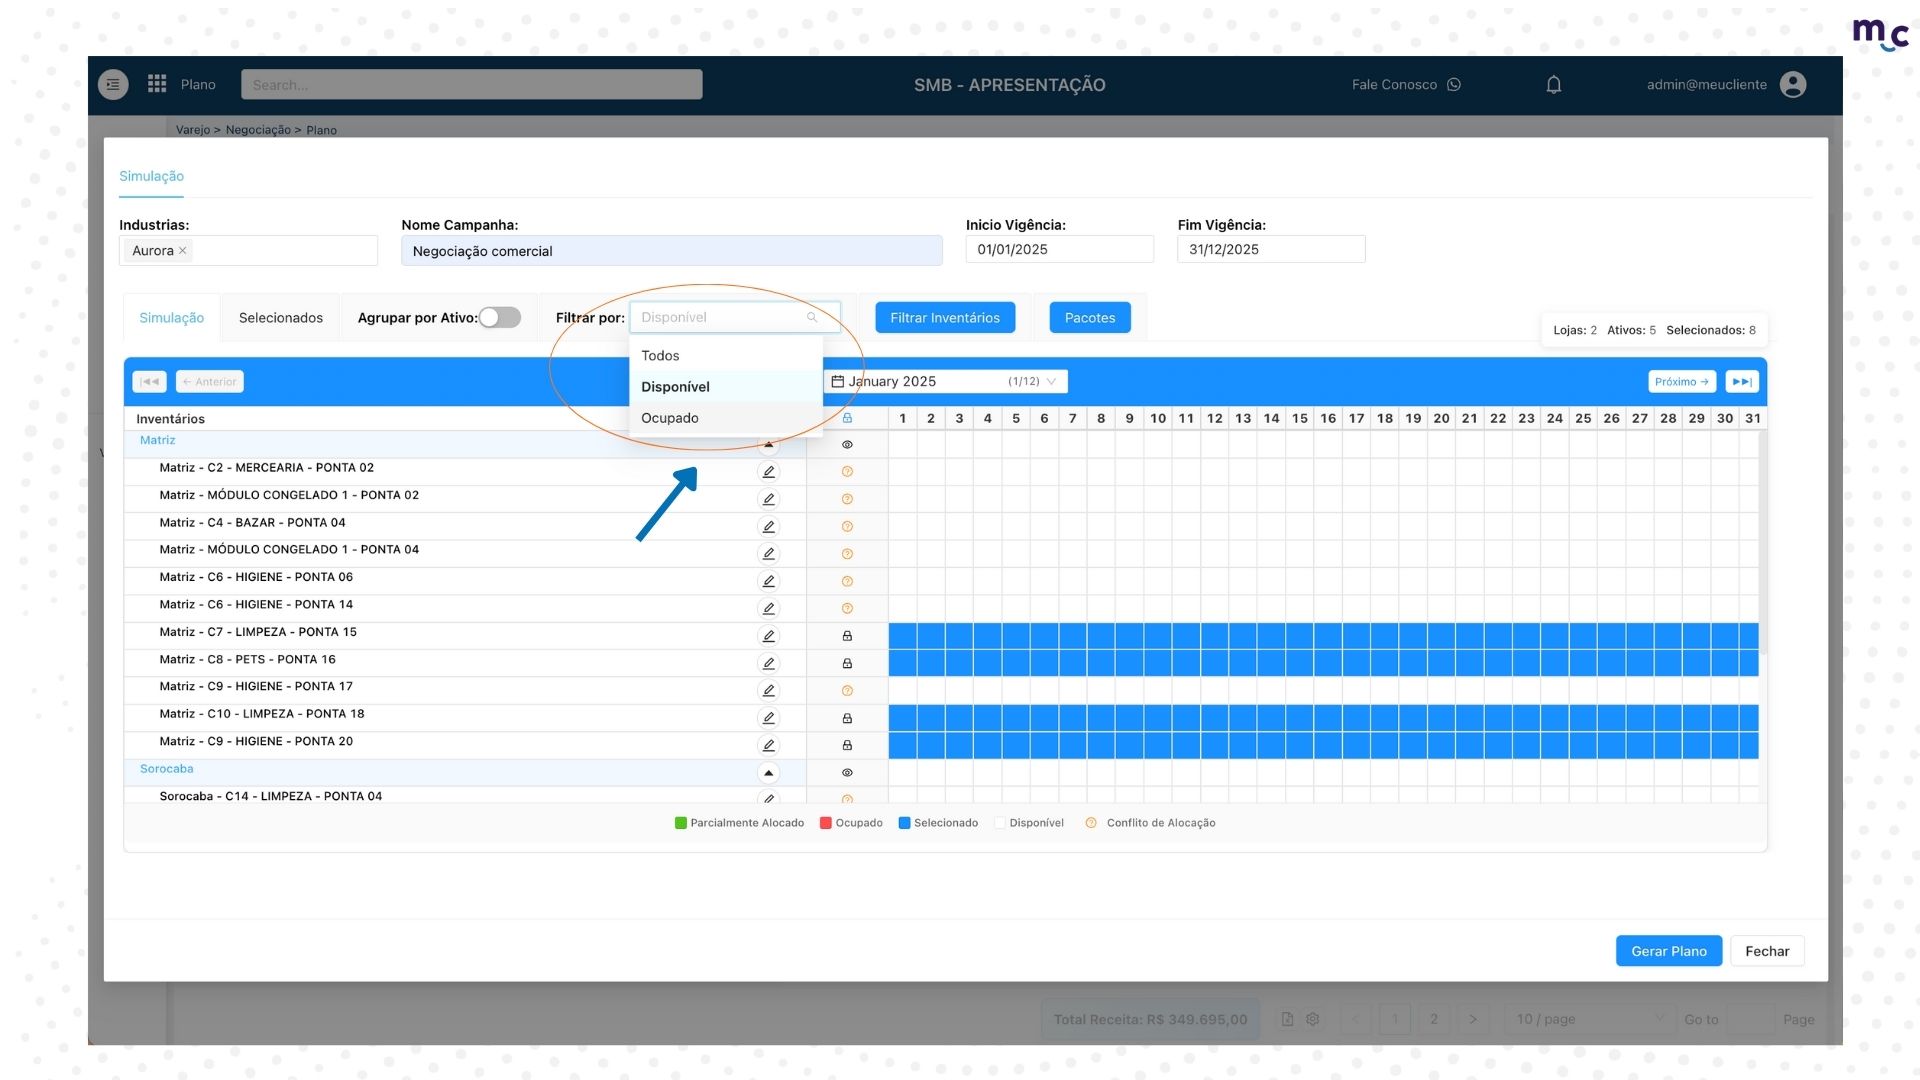 mc
Plano
Search...
SMB - APRESENTAÇÃO
Fale Conosco
admin@meucliente
Varejo > Negociação > Plano
Simulação
Industrias:
Nome Campanha:
Inicio Vigência:
Fim Vigência:
Aurora ×
Negociação comercial
01/01/2025
31/12/2025
Simulação
Selecionados
Agrupar por Ativo:
Filtrar por:
Disponível
Filtrar Inventários
Pacotes
Lojas: 2 Ativos: 5 Selecionados: 8
Todos
Disponível
Ocupado
← Anterior
January 2025 (1/12)
Próximo →
Inventários
1 2 3 4 5 6 7 8 9 10 11 12 13 14 15 16 17 18 19 20 21 22 23 24 25 26 27 28 29 30 31
Matriz
Matriz - C2 - MERCEARIA - PONTA 02
Matriz - MÓDULO CONGELADO 1 - PONTA 02
Matriz - C4 - BAZAR - PONTA 04
Matriz - MÓDULO CONGELADO 1 - PONTA 04
Matriz - C6 - HIGIENE - PONTA 06
Matriz - C6 - HIGIENE - PONTA 14
Matriz - C7 - LIMPEZA - PONTA 15
Matriz - C8 - PETS - PONTA 16
Matriz - C9 - HIGIENE - PONTA 17
Matriz - C10 - LIMPEZA - PONTA 18
Matriz - C9 - HIGIENE - PONTA 20
Sorocaba
Sorocaba - C14 - LIMPEZA - PONTA 04
Parcialmente Alocado Ocupado Selecionado Disponível Conflito de Alocação
Gerar Plano
Fechar
Total Receita: R$ 349.695,00
< 1 2 >
10 / page
Go to
Page